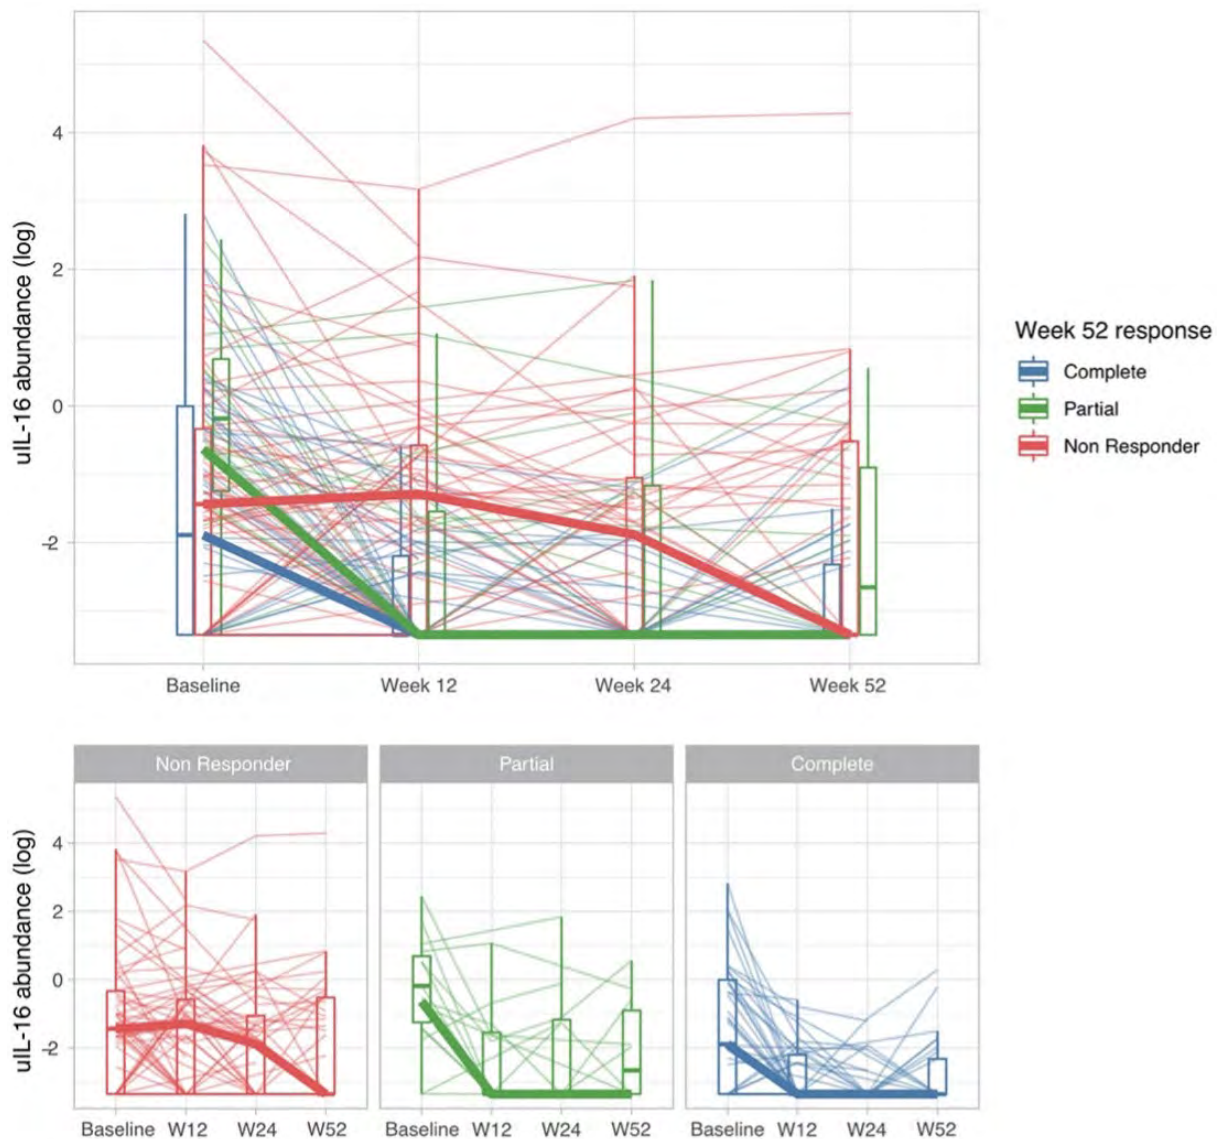 uIL-16 abundance (log)
4
2
0
-2
Baseline
Week 12
Week 24
Week 52
Week 52 response
Complete
Partial
Non Responder
Non Responder
Partial
Complete
uIL-16 abundance (log)
4
2
0
-2
Baseline W12 W24 W52
Baseline W12 W24 W52
Baseline W12 W24 W52